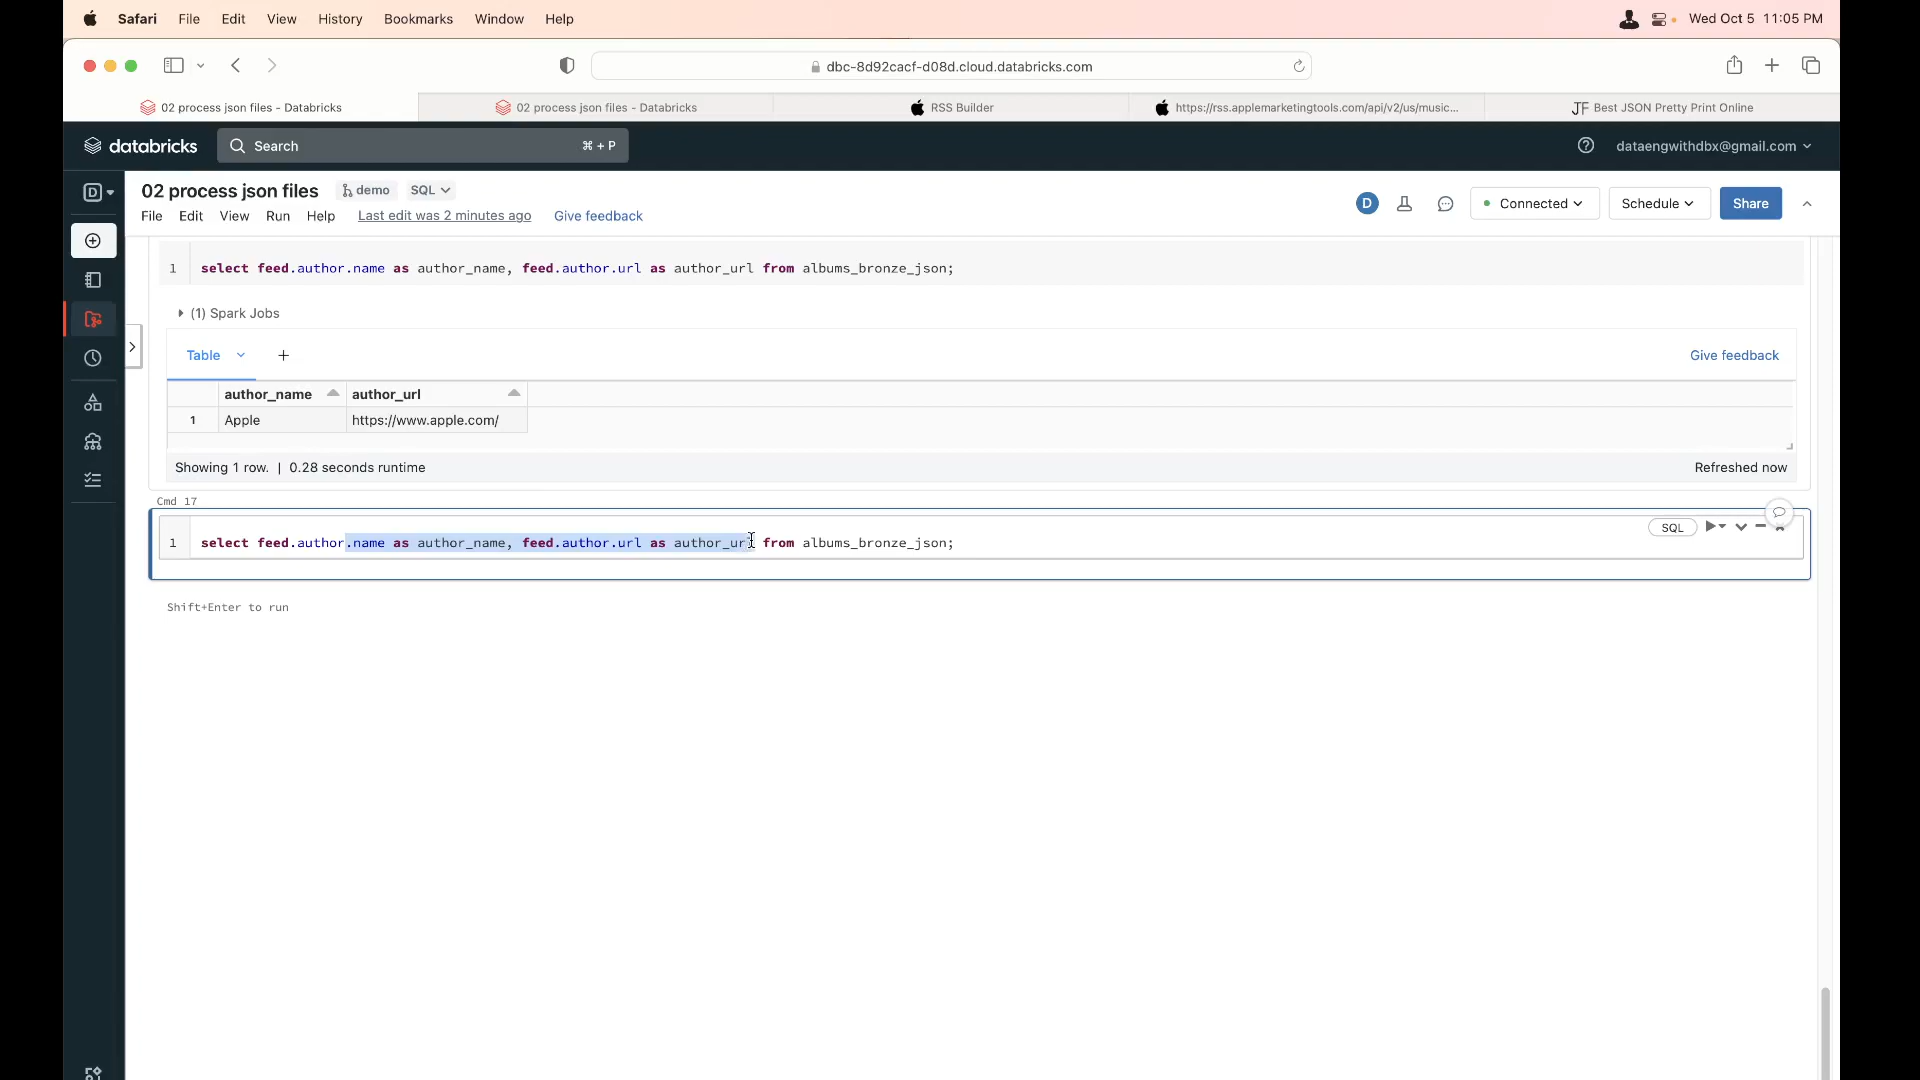 Safari File Edit View History Bookmarks Window Help Wed Oct 5 11:05 PM
dbc-8d92cacf-d08d.cloud.databricks.com
02 process json files - Databricks 02 process json files - Databricks RSS Builder https://rss.applemarketingtools.com/api/v2/us/music... JF Best JSON Pretty Print Online
databricks Search ⌘ + P dataengwithdbx@gmail.com
D 02 process json files demo SQL
File Edit View Run Help Last edit was 2 minutes ago Give feedback D Connected Schedule Share
1 select feed.author.name as author_name, feed.author.url as author_url from albums_bronze_json;
(1) Spark Jobs
Table + Give feedback
author_name author_url
1 Apple https://www.apple.com/
Showing 1 row. | 0.28 seconds runtime Refreshed now
Cmd 17
SQL
1 select feed.author.name as author_name, feed.author.url as author_url from albums_bronze_json;
Shift+Enter to run